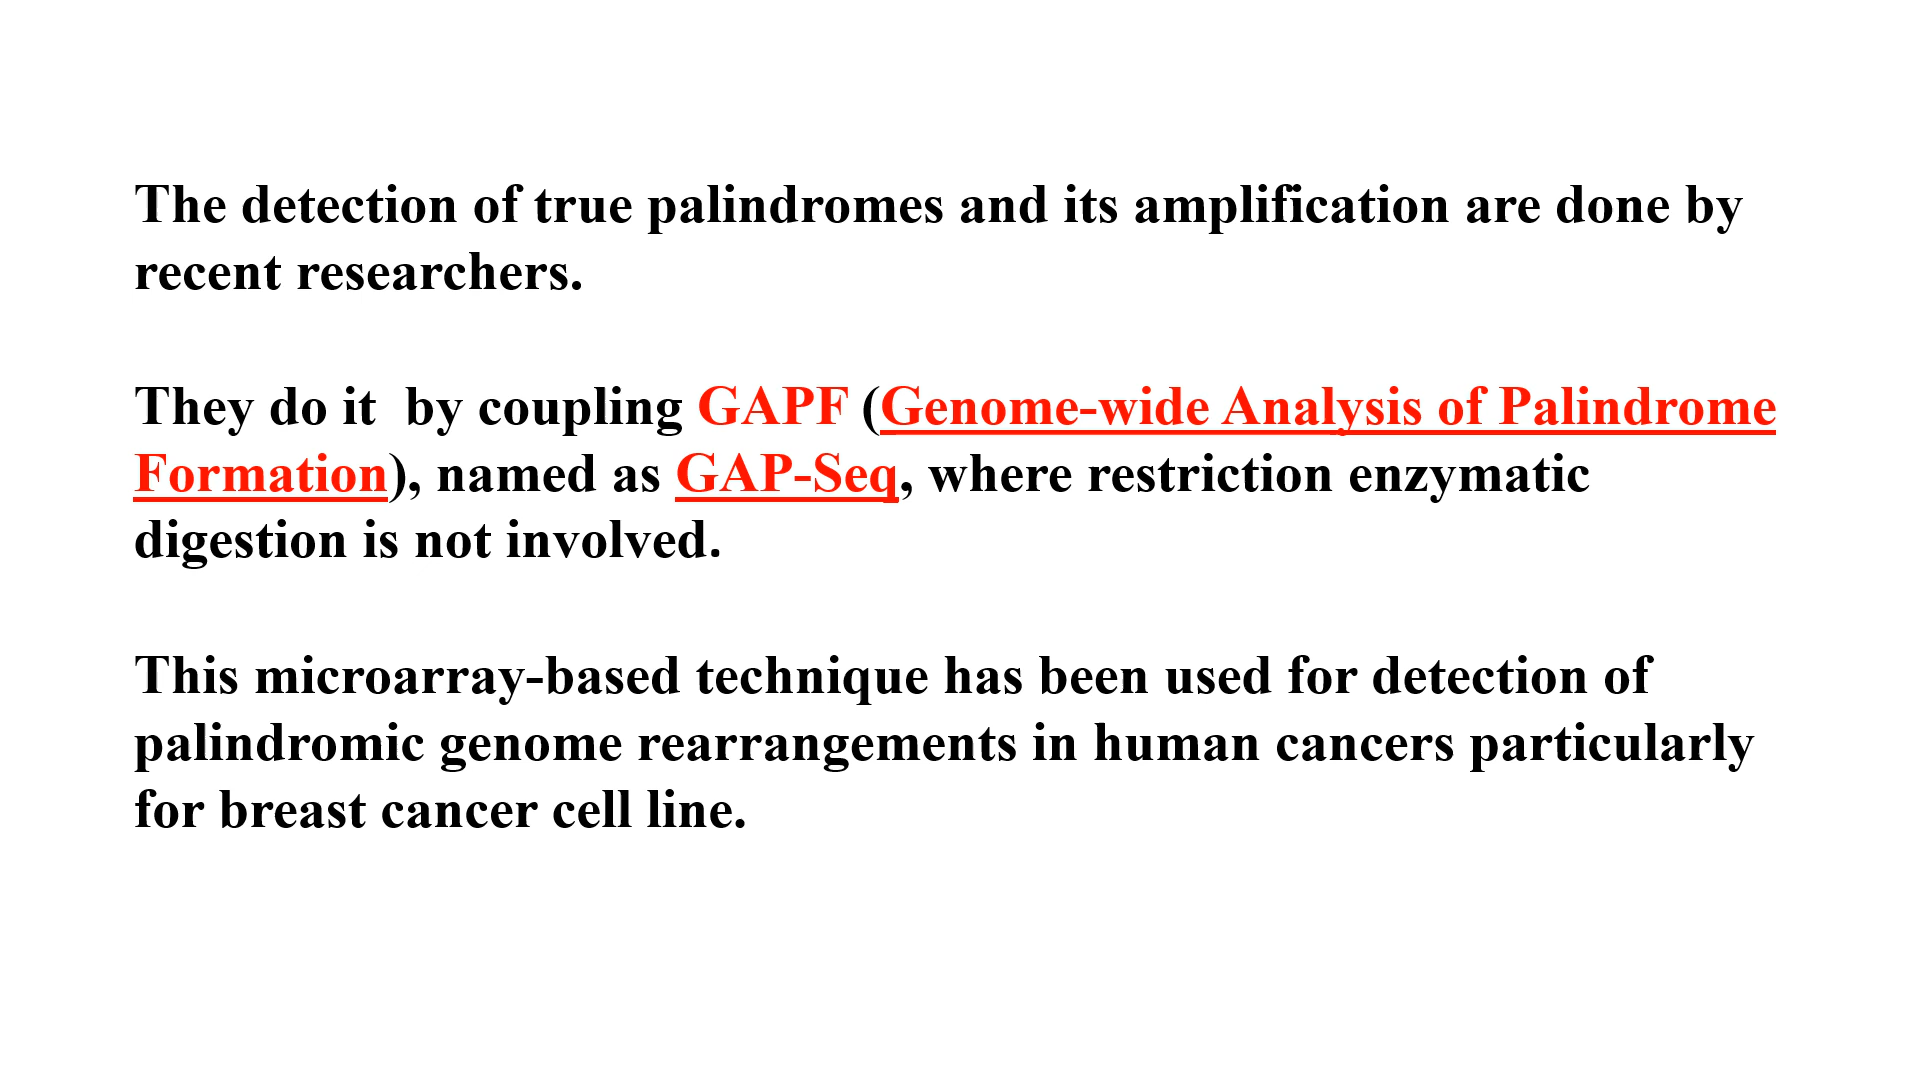 The detection of true palindromes and its amplification are done by
recent researchers.
They do it  by coupling GAPF (Genome-wide Analysis of Palindrome
Formation), named as GAP-Seq, where restriction enzymatic
digestion is not involved.
This microarray-based technique has been used for detection of
palindromic genome rearrangements in human cancers particularly
for breast cancer cell line.